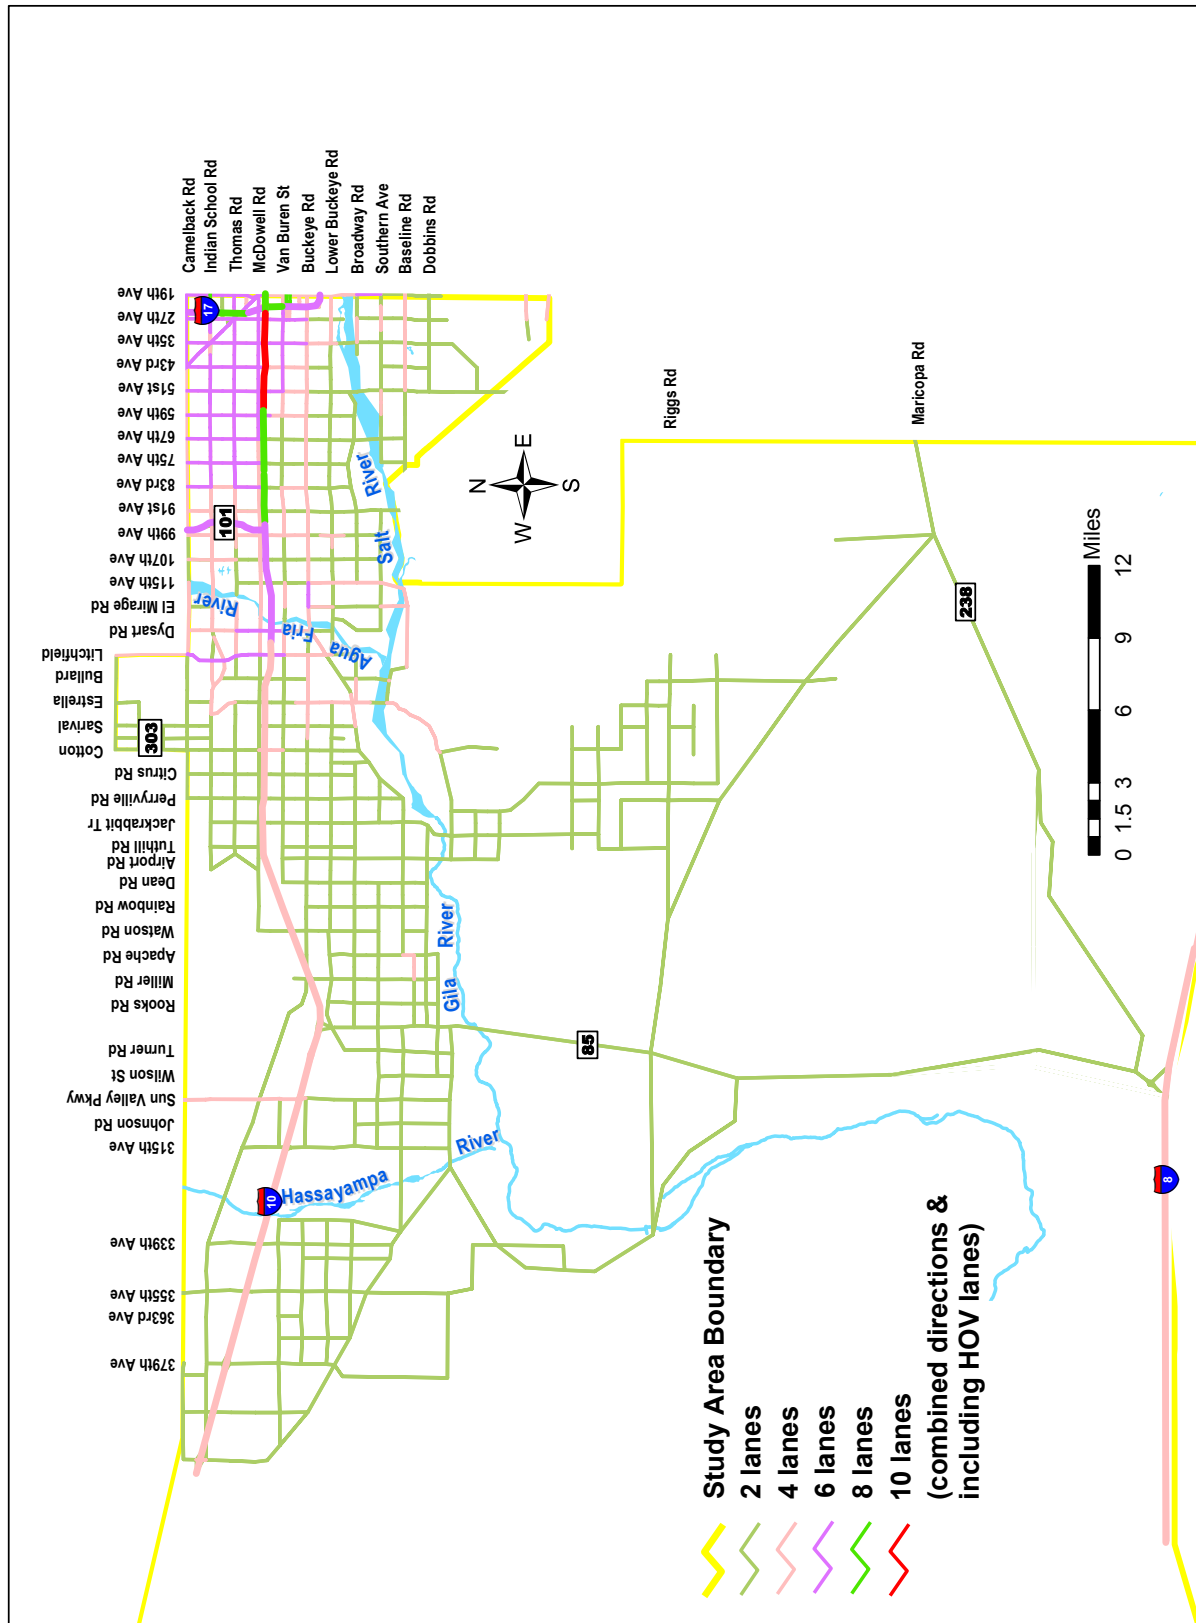 379th Ave
363rd Ave
355th Ave
339th Ave
315th Ave
Johnson Rd
Sun Valley Pkwy
Wilson St
Turner Rd
Rooks Rd
Miller Rd
Apache Rd
Watson Rd
Rainbow Rd
Dean Rd
Airport Rd
Tuthill Rd
Jackrabbit Tr
Perryville Rd
Citrus Rd
Cotton
Sarival
Estrella
Bullard
Litchfield
Dysart Rd
El Mirage Rd
115th Ave
107th Ave
99th Ave
91st Ave
83rd Ave
75th Ave
67th Ave
59th Ave
51st Ave
43rd Ave
35th Ave
27th Ave
19th Ave
Camelback Rd
Indian School Rd
Thomas Rd
McDowell Rd
Van Buren St
Buckeye Rd
Lower Buckeye Rd
Broadway Rd
Southern Ave
Baseline Rd
Dobbins Rd
17
101
303
10
85
238
8
Hassayampa
River
Gila
River
Agua
Fria
River
Salt
River
N
W
E
S
Riggs Rd
Maricopa Rd
0 1.5 3 6 9 12
Miles
Study Area Boundary
2 lanes
4 lanes
6 lanes
8 lanes
10 lanes
(combined directions &
including HOV lanes)